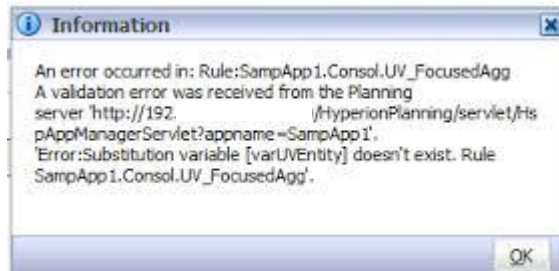 Information
An error occurred in: Rule:SampApp1.Consol.UV_FocusedAgg
A validation error was received from the Planning
server 'http://192. /HyperionPlanning/servlet/Hs
pAppManagerServlet?appname=SampApp1'.
'Error:Substitution variable [varUVEntity] doesn't exist. Rule
SampApp1.Consol.UV_FocusedAgg'.
OK